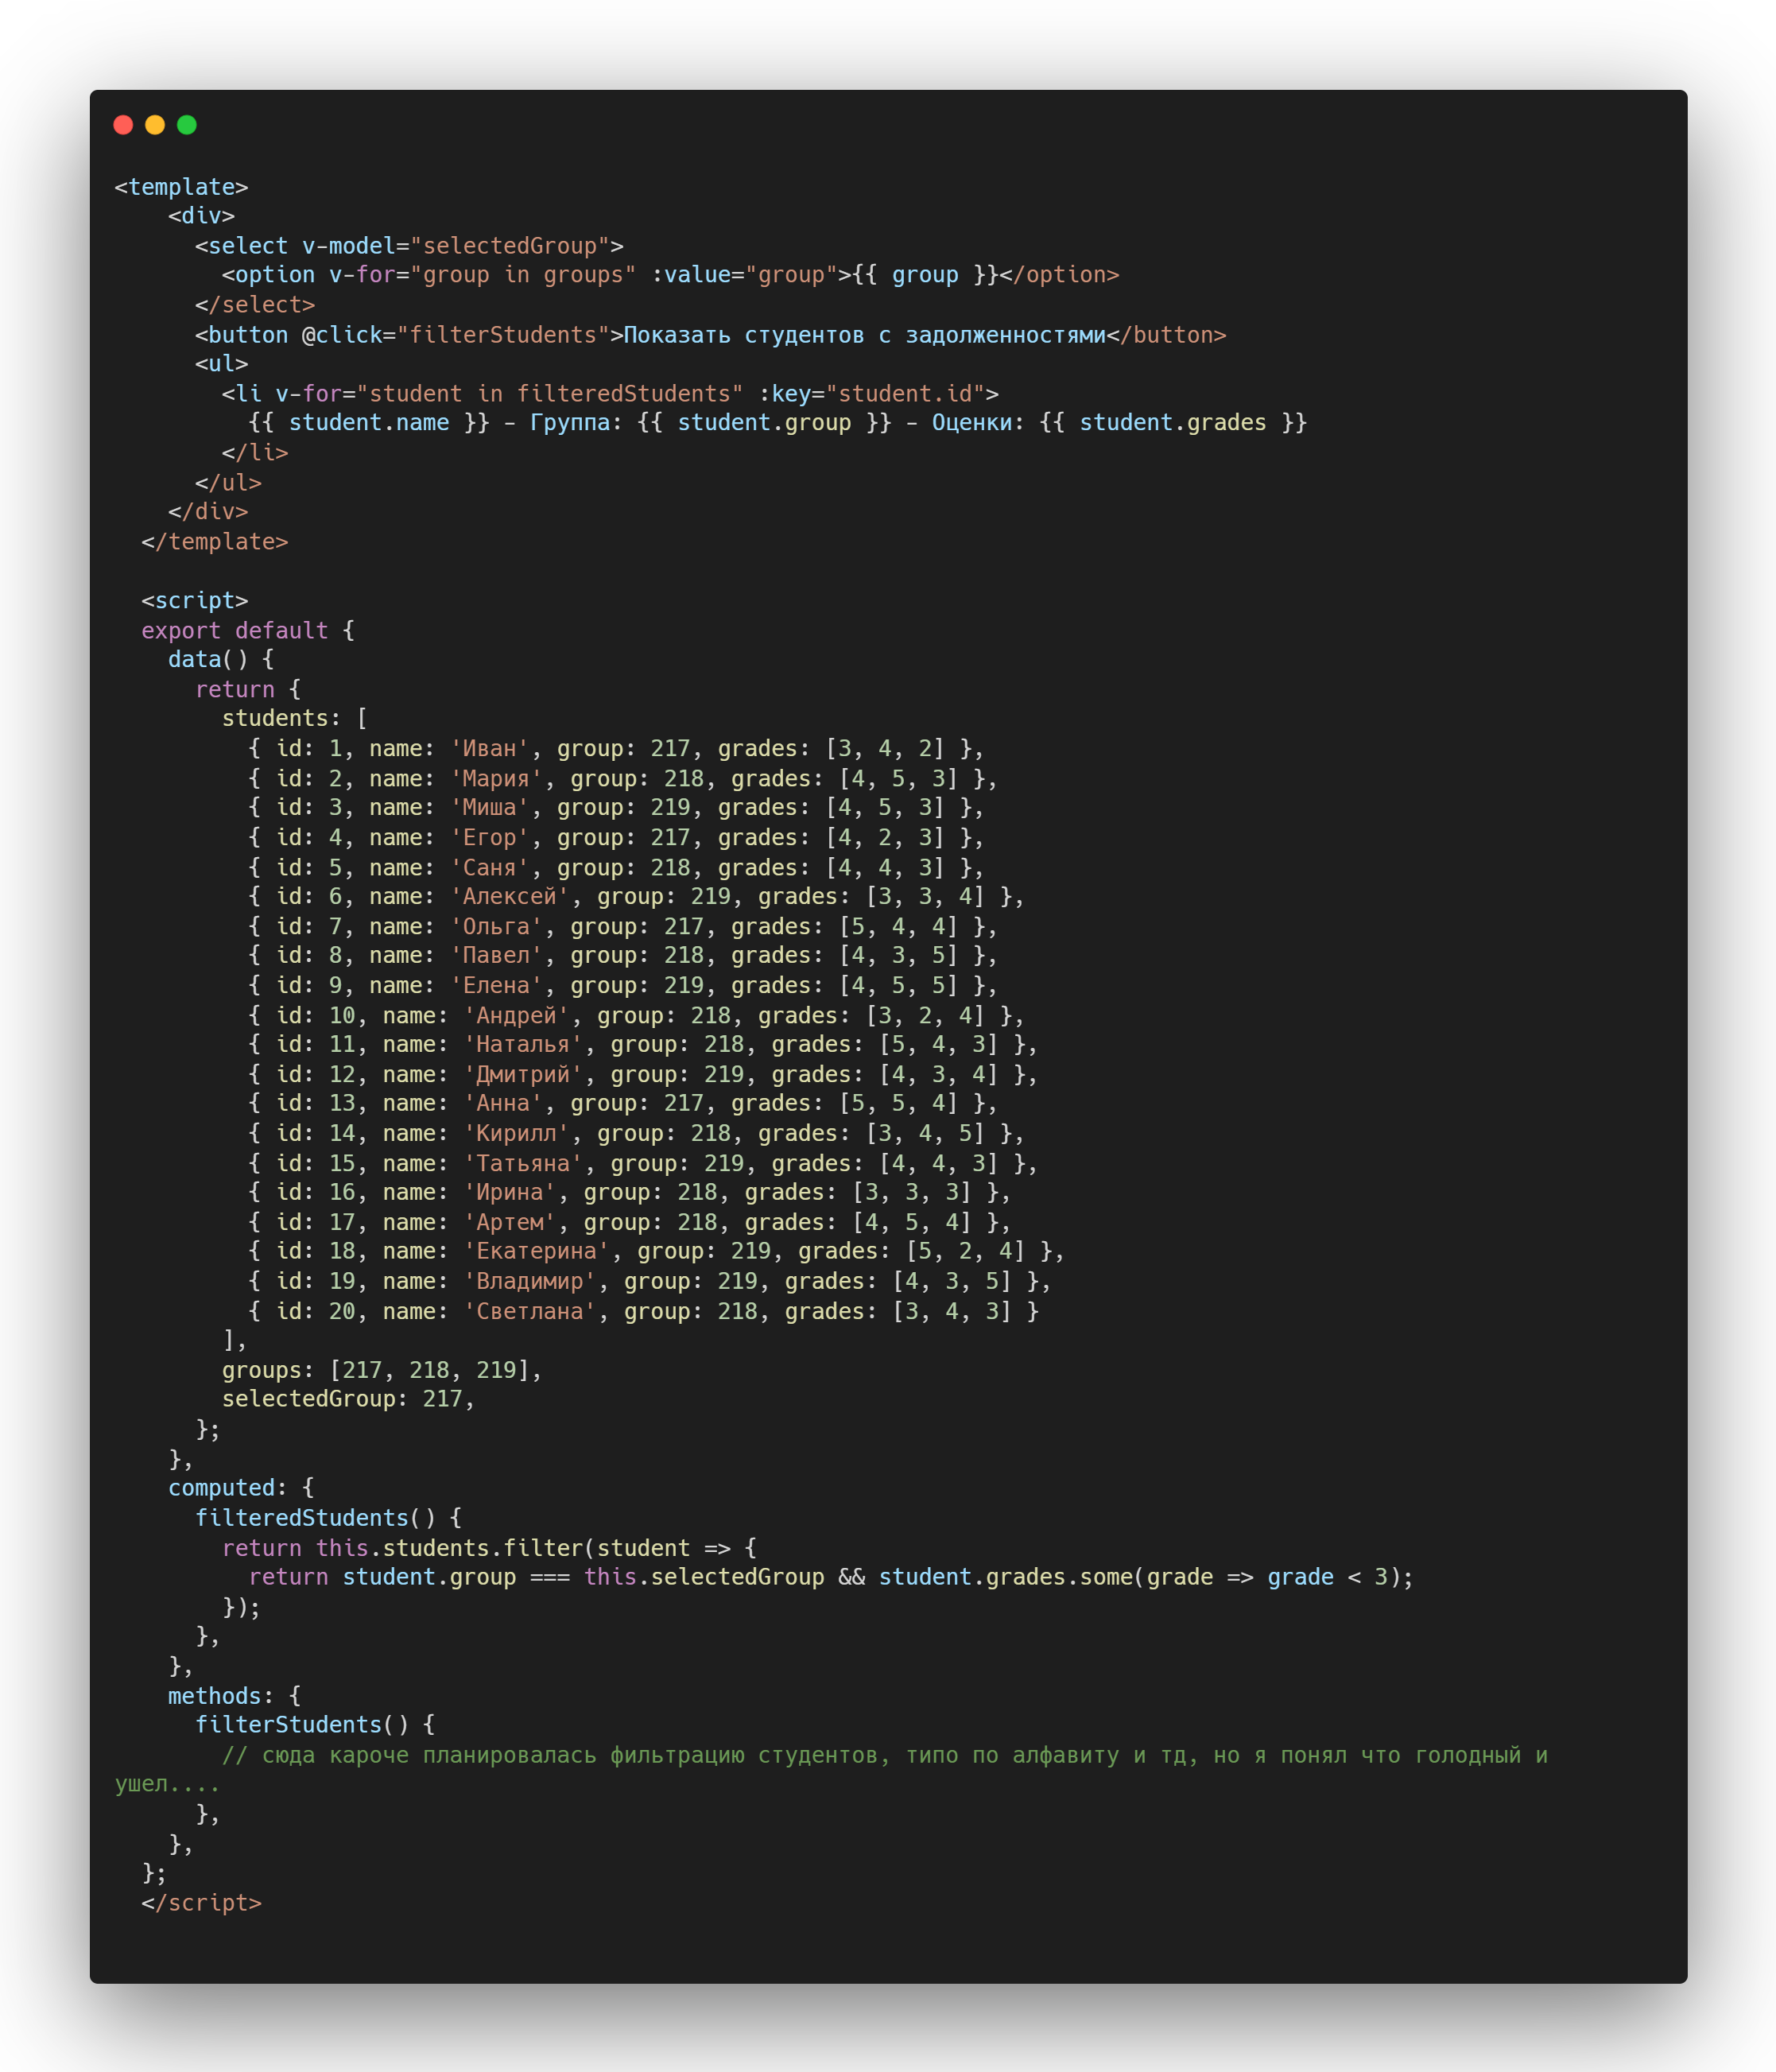 <template>
    <div>
      <select v-model="selectedGroup">
        <option v-for="group in groups" :value="group">{{ group }}</option>
      </select>
      <button @click="filterStudents">Показать студентов с задолженностями</button>
      <ul>
        <li v-for="student in filteredStudents" :key="student.id">
          {{ student.name }} - Группа: {{ student.group }} - Оценки: {{ student.grades }}
        </li>
      </ul>
    </div>
  </template>

  <script>
  export default {
    data() {
      return {
        students: [
          { id: 1, name: 'Иван', group: 217, grades: [3, 4, 2] },
          { id: 2, name: 'Мария', group: 218, grades: [4, 5, 3] },
          { id: 3, name: 'Миша', group: 219, grades: [4, 5, 3] },
          { id: 4, name: 'Егор', group: 217, grades: [4, 2, 3] },
          { id: 5, name: 'Саня', group: 218, grades: [4, 4, 3] },
          { id: 6, name: 'Алексей', group: 219, grades: [3, 3, 4] },
          { id: 7, name: 'Ольга', group: 217, grades: [5, 4, 4] },
          { id: 8, name: 'Павел', group: 218, grades: [4, 3, 5] },
          { id: 9, name: 'Елена', group: 219, grades: [4, 5, 5] },
          { id: 10, name: 'Андрей', group: 218, grades: [3, 2, 4] },
          { id: 11, name: 'Наталья', group: 218, grades: [5, 4, 3] },
          { id: 12, name: 'Дмитрий', group: 219, grades: [4, 3, 4] },
          { id: 13, name: 'Анна', group: 217, grades: [5, 5, 4] },
          { id: 14, name: 'Кирилл', group: 218, grades: [3, 4, 5] },
          { id: 15, name: 'Татьяна', group: 219, grades: [4, 4, 3] },
          { id: 16, name: 'Ирина', group: 218, grades: [3, 3, 3] },
          { id: 17, name: 'Артем', group: 218, grades: [4, 5, 4] },
          { id: 18, name: 'Екатерина', group: 219, grades: [5, 2, 4] },
          { id: 19, name: 'Владимир', group: 219, grades: [4, 3, 5] },
          { id: 20, name: 'Светлана', group: 218, grades: [3, 4, 3] }
        ],
        groups: [217, 218, 219],
        selectedGroup: 217,
      };
    },
    computed: {
      filteredStudents() {
        return this.students.filter(student => {
          return student.group === this.selectedGroup && student.grades.some(grade => grade < 3);
        });
      },
    },
    methods: {
      filterStudents() {
        // сюда кароче планировалась фильтрацию студентов, типо по алфавиту и тд, но я понял что голодный и
ушел....
      },
    },
  };
  </script>